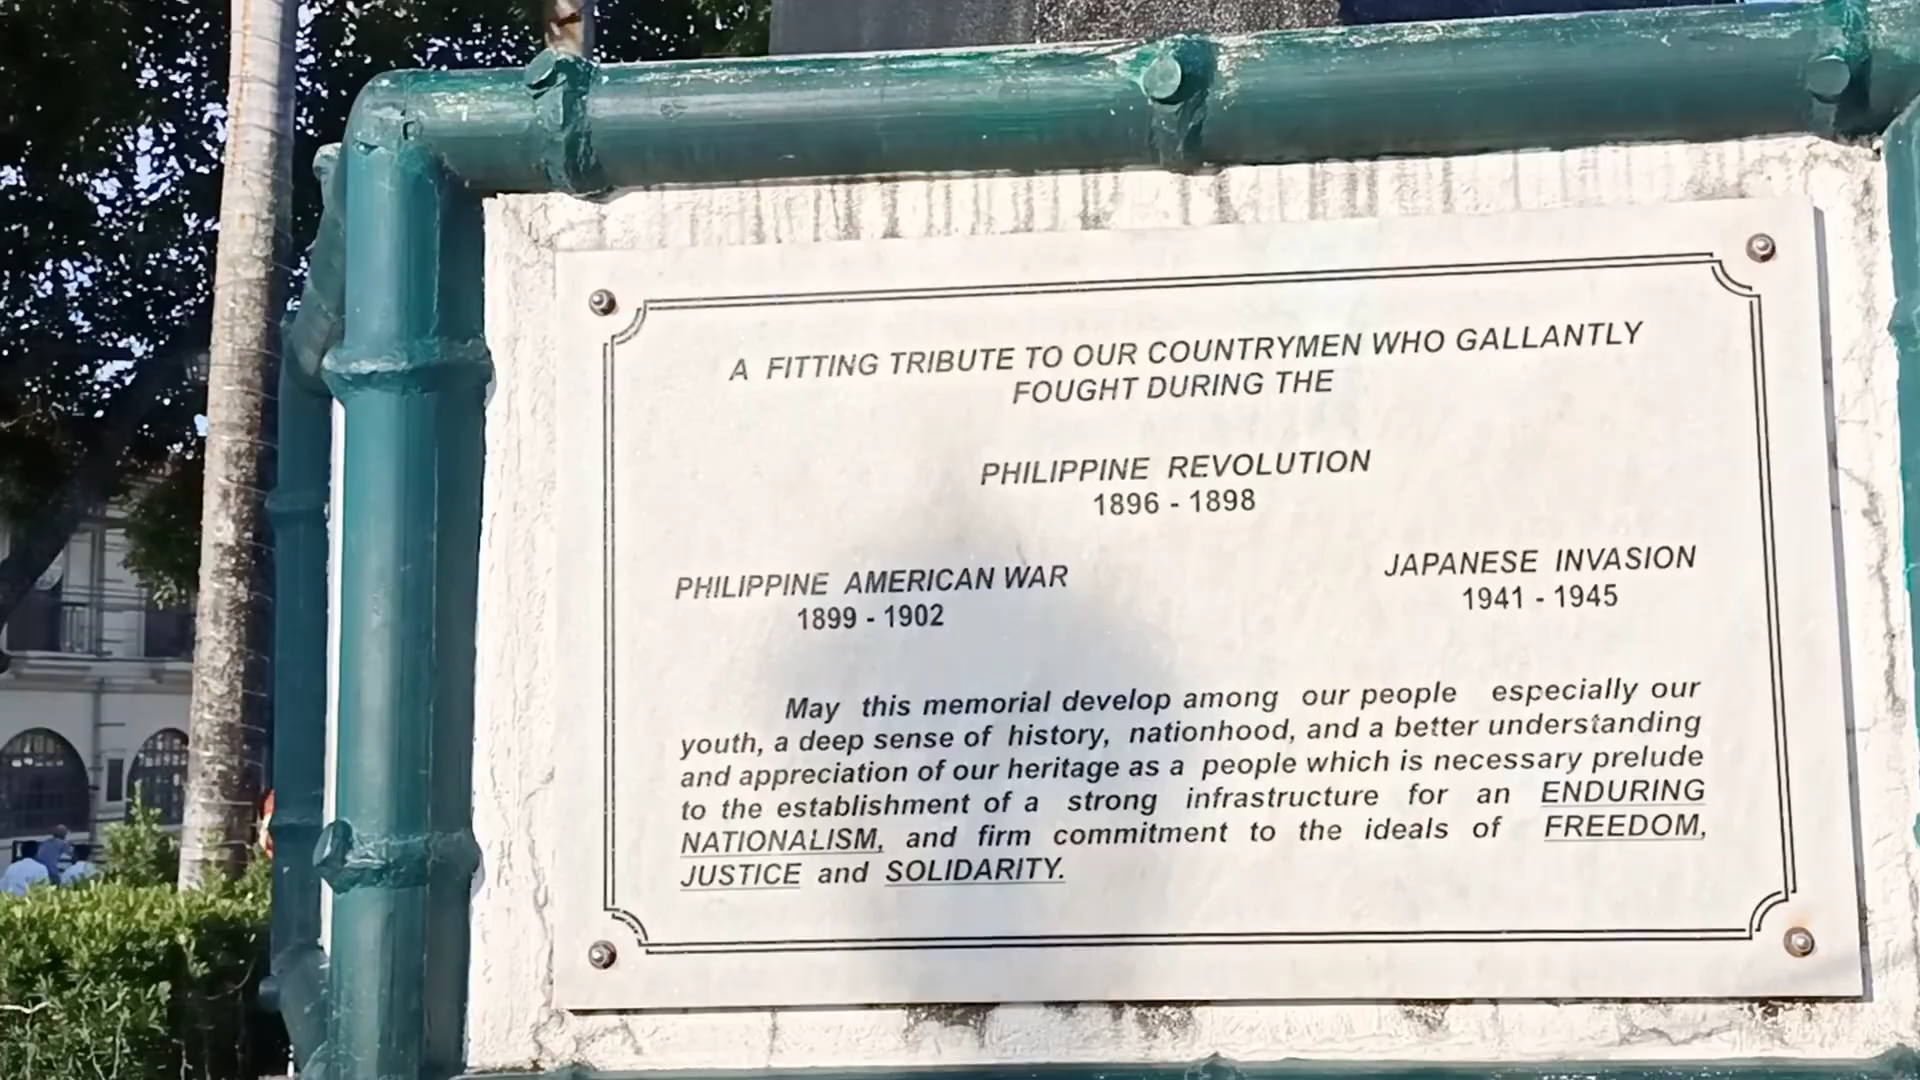 A FITTING TRIBUTE TO OUR COUNTRYMEN WHO GALLANTLY
FOUGHT DURING THE
PHILIPPINE REVOLUTION
1896 - 1898
PHILIPPINE AMERICAN WAR
1899 - 1902
JAPANESE INVASION
1941 - 1945
May this memorial develop among our people especially our
youth, a deep sense of history, nationhood, and a better understanding
and appreciation of our heritage as a people which is necessary prelude
to the establishment of a strong infrastructure for an ENDURING
NATIONALISM, and firm commitment to the ideals of FREEDOM,
JUSTICE and SOLIDARITY.